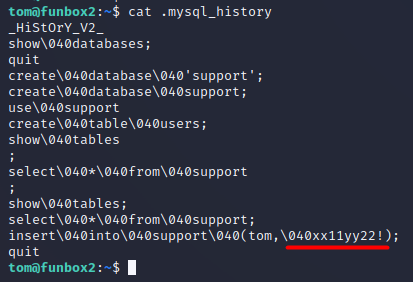 tom@funbox2:~$ cat .mysql_history
_HiStOrY_V2_
show\040databases;
quit
create\040database\040'support';
create\040database\040support;
use\040support
create\040table\040users;
show\040tables
;
select\040*\040from\040support
;
show\040tables;
select\040*\040from\040support;
insert\040into\040support\040(tom,\040xx11yy22!);
quit
tom@funbox2:~$